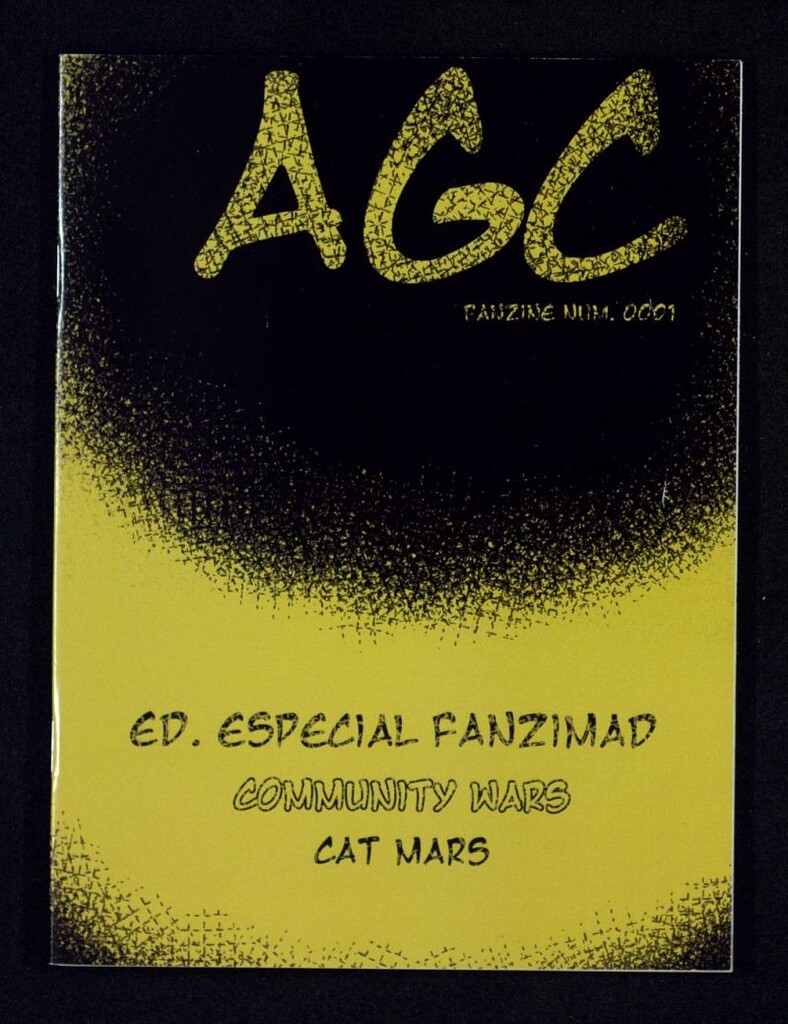 AGC
FANZINE NUM. 0001
ED. ESPECIAL FANZIMAD
COMMUNITY WARS
CAT MARS